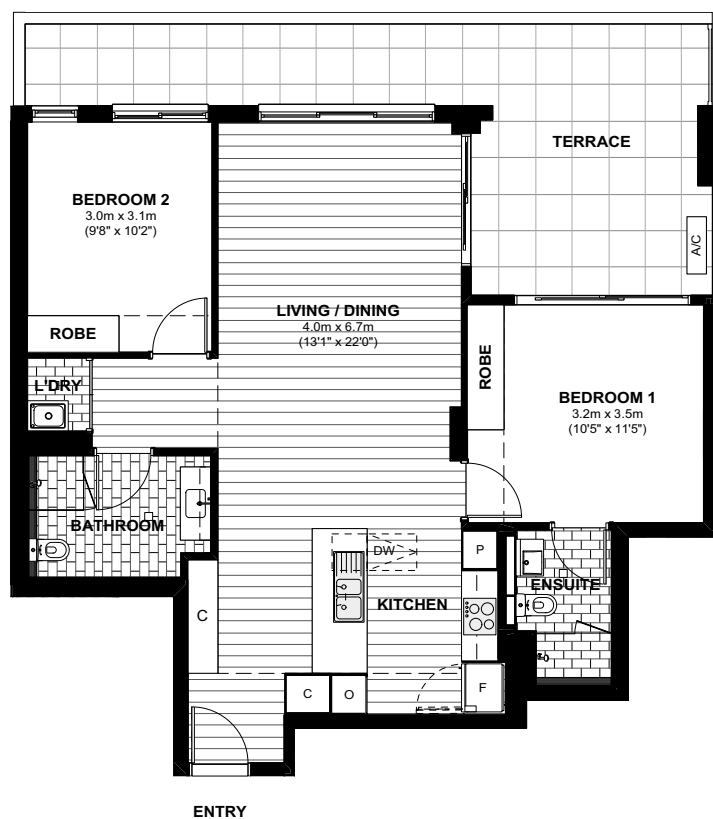 TERRACE
BEDROOM 2
3.0m x 3.1m
(9'8" x 10'2")
A/C
LIVING / DINING
4.0m x 6.7m
(13'1" x 22'0")
ROBE
ROBE
L'DRY
BEDROOM 1
3.2m x 3.5m
(10'5" x 11'5")
BATHROOM
DW
P
ENSUITE
KITCHEN
C
C
O
F
ENTRY